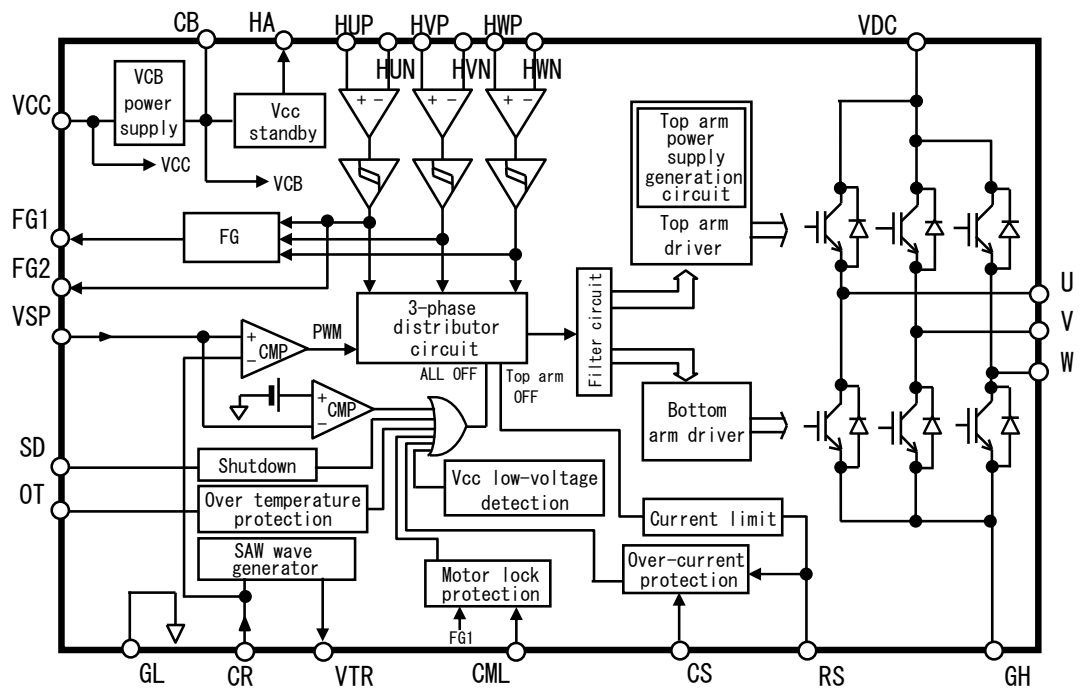 CB
HA
HUP
HVP
HWP
VDC
HUN
HVN
HWN
VCC
VCB
power
supply
Vcc
standby
VCC
VCB
+ -
+ -
+ -
Top arm
power
supply
generation
circuit
Top arm
driver
FG1
FG
FG2
VSP
+
-
CMP
PWM
3-phase
distributor
circuit
Filter circuit
U
V
W
ALL OFF
Top arm
OFF
+
-
CMP
Bottom
arm driver
SD
Shutdown
OT
Over temperature
protection
Vcc low-voltage
detection
Current limit
SAW wave
generator
Motor lock
protection
Over-current
protection
FG1
GL
CR
VTR
CML
CS
RS
GH